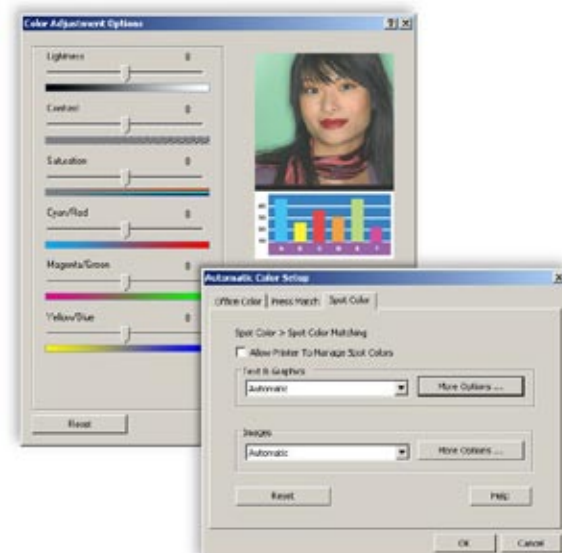 Color Adjustment Options
Lightness 0
Contrast 0
Saturation 0
Cyan/Red 0
Magenta/Green 0
Yellow/Blue 0
Reset
Automatic Color Setup
Office Color Press Match Spot Color
Spot Color > Spot Color Matching
Allow Printer To Manage Spot Colors
Text & Graphics
Automatic More Options ...
Images
Automatic More Options ...
Reset Help
OK Cancel